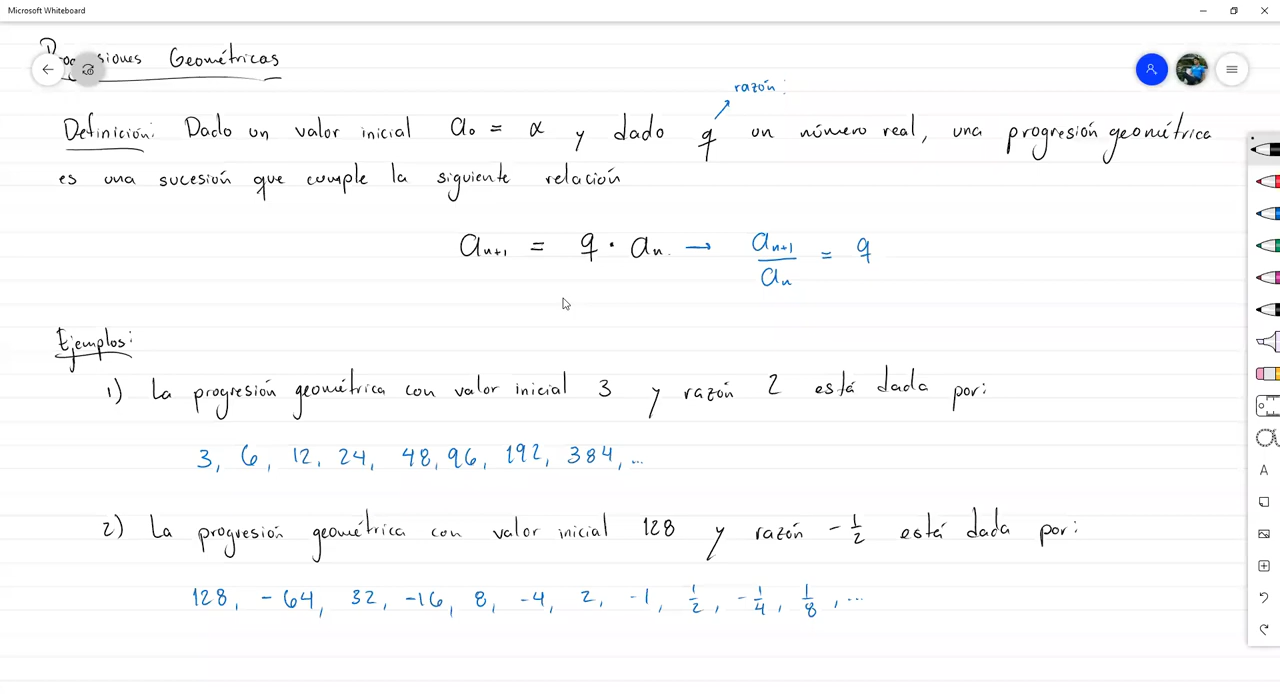 Microsoft Whiteboard
Geométricas
razón:
Definición: Dado un valor inicial a₀ = α y dado q un número real, una progresión geométrica
es una sucesión que cumple la siguiente relación
aₙ₊₁ = q · aₙ. → aₙ₊₁/aₙ = q
Ejemplos:
1) La progresión geométrica con valor inicial 3 y razón 2 está dada por:
3, 6, 12, 24, 48, 96, 192, 384, ...
2) La progresión geométrica con valor inicial 128 y razón -1/2 está dada por:
128, -64, 32, -16, 8, -4, 2, -1, 1/2, -1/4, 1/8, ...
A